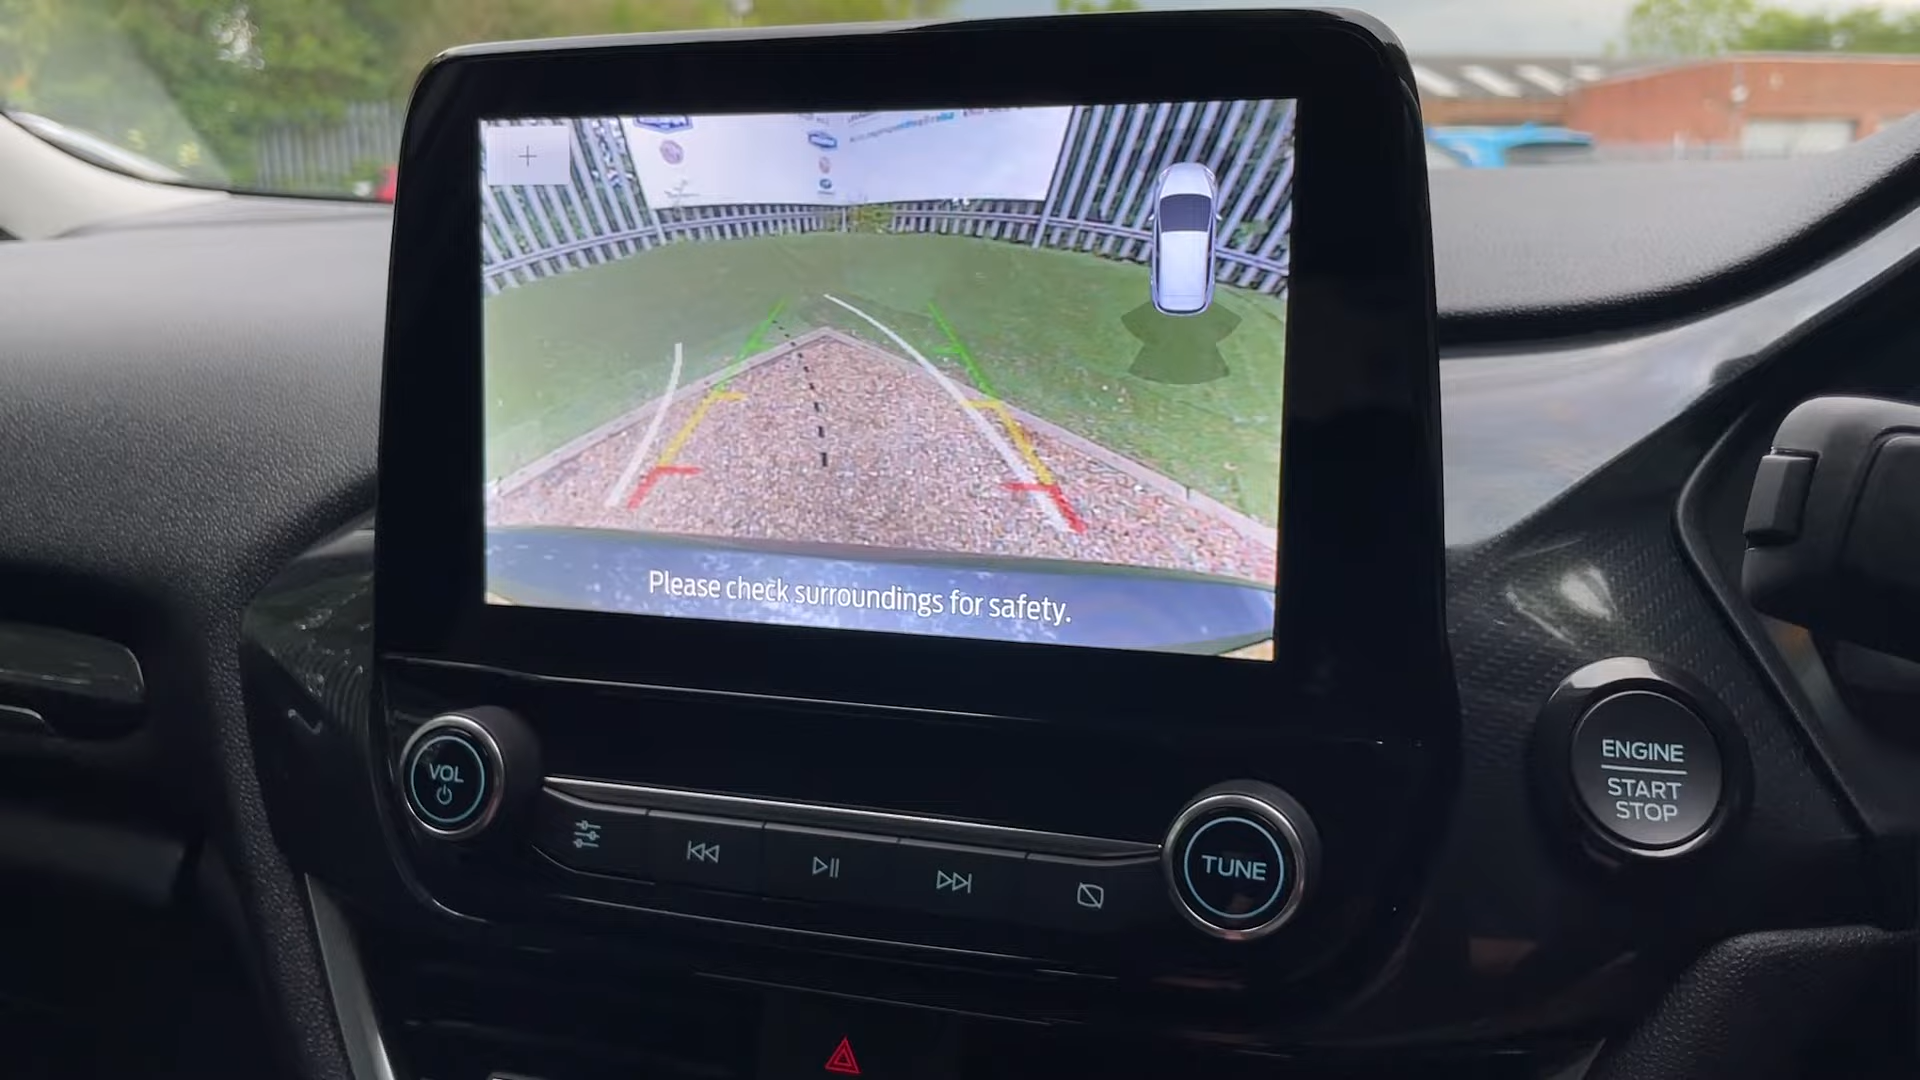 Please check surroundings for safety.
VOL
TUNE
ENGINE
START
STOP